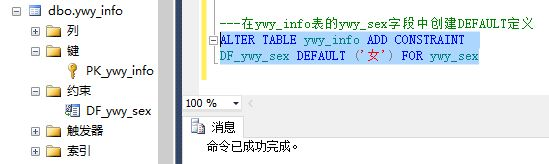 dbo.ywy_info
列
键
PK_ywy_info
约束
DF_ywy_sex
触发器
索引
---在ywy_info表的ywy_sex字段中创建DEFAULT定义
ALTER TABLE ywy_info ADD CONSTRAINT
DF_ywy_sex DEFAULT ('女') FOR ywy_sex
100 %
消息
命令已成功完成。